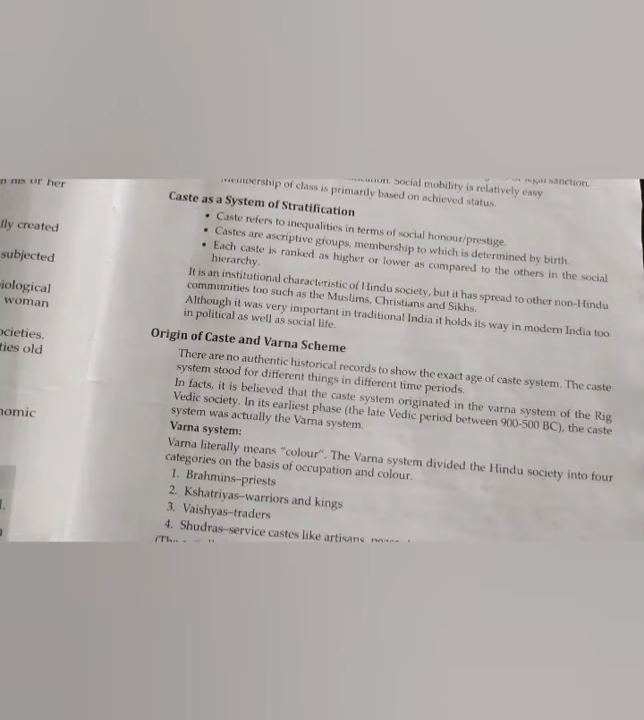 n his or her
lly created
subjected
iological
woman
ocieties.
ties old
nomic
Social mobility is relatively easy
Membership of class is primarily based on achieved status.
Caste as a System of Stratification
• Caste refers to inequalities in terms of social honour/prestige.
• Castes are ascriptive groups, membership to which is determined by birth.
• Each caste is ranked as higher or lower as compared to the others in the social
hierarchy.
It is an institutional characteristic of Hindu society, but it has spread to other non-Hindu
communities too such as the Muslims, Christians and Sikhs.
Although it was very important in traditional India it holds its way in modern India too
in political as well as social life.
Origin of Caste and Varna Scheme
There are no authentic historical records to show the exact age of caste system. The caste
system stood for different things in different time periods.
In facts, it is believed that the caste system originated in the varna system of the Rig
Vedic society. In its earliest phase (the late Vedic period between 900-500 BC), the caste
system was actually the Varna system.
Varna system:
Varna literally means "colour". The Varna system divided the Hindu society into four
categories on the basis of occupation and colour.
1. Brahmins–priests
2. Kshatriyas–warriors and kings
3. Vaishyas–traders
4. Shudras–service castes like artisans